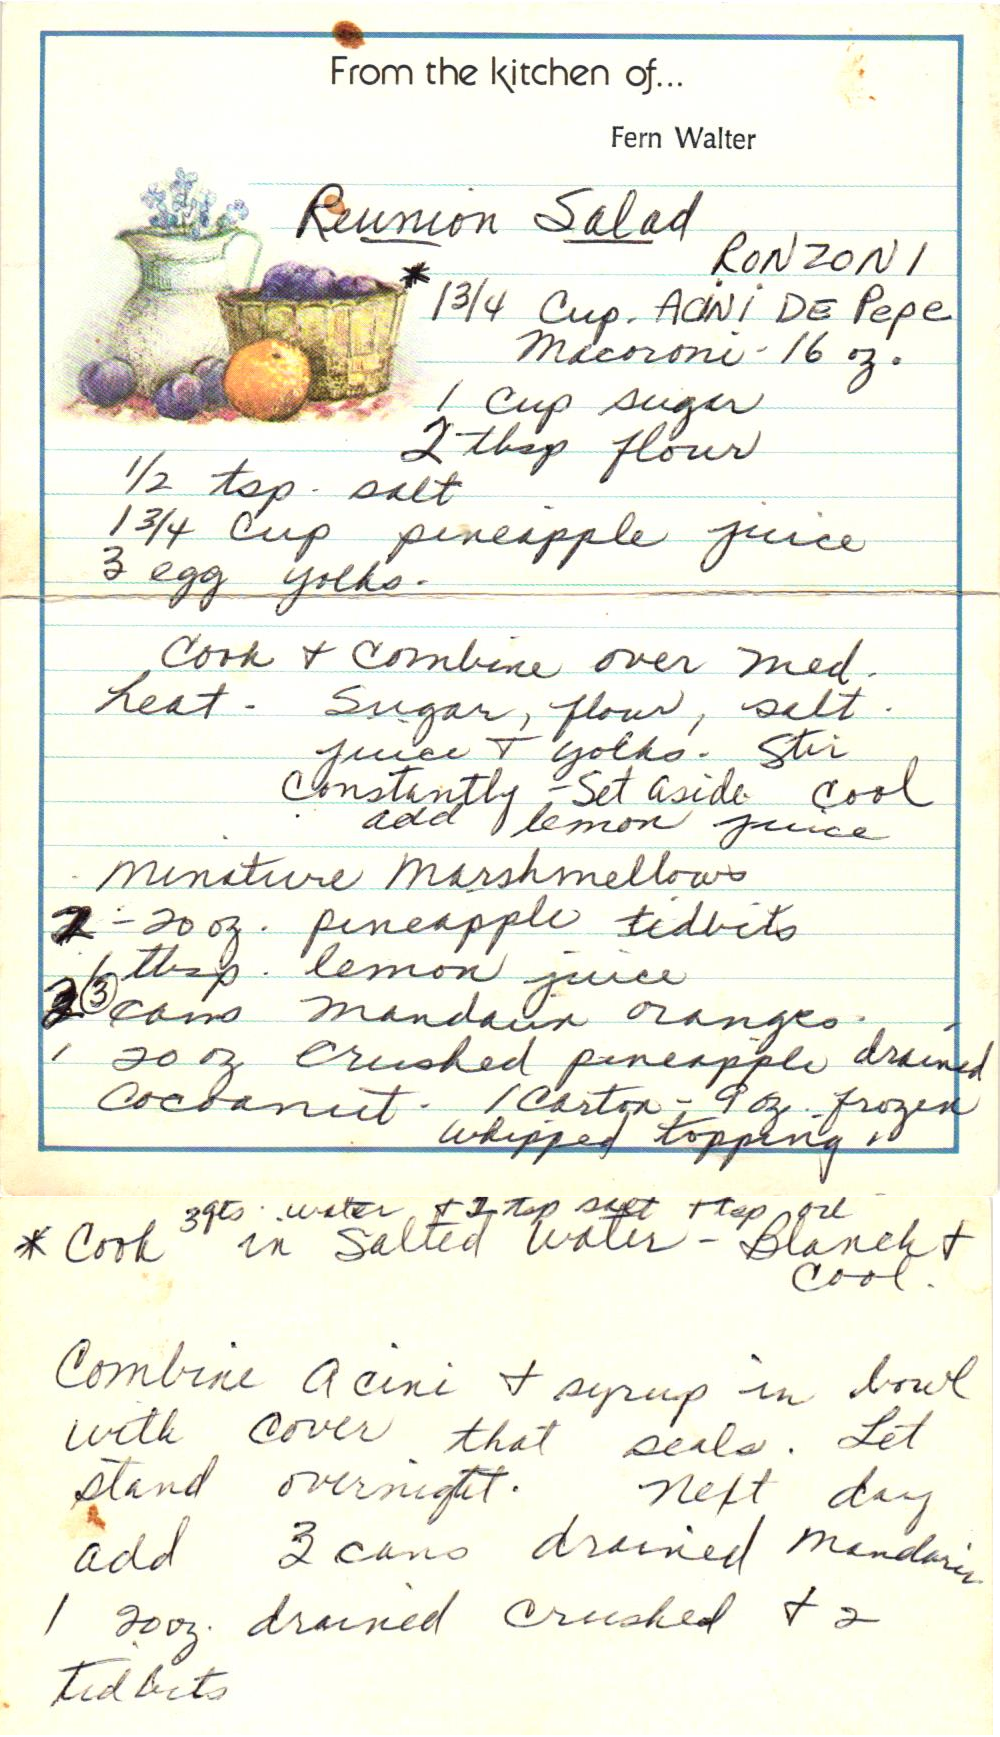 From the kitchen of...
Fern Walter
Reunion Salad
RONZONI
* 1 3/4 Cup. ACINI DE Pepe
Macoroni - 16 oz.
1 cup sugar
2 tbsp flour
1/2 tsp. salt
1 3/4 Cup pineapple juice
3 egg yolks.
Cook + Combine over med.
heat - Sugar, flour, salt.
juice + yolks. Stir
Constantly - Set aside cool
add lemon juice
Minature Marshmellows
2 - 20 oz. pineapple tidbits
1 tbsp. lemon juice
3 cans Mandarin oranges.
1 20 oz Crushed pineapple drained
Cocoanut. 1 Carton - 9 oz. frozen
whipped topping
3 qts. water + 2 tsp salt + tsp oil
* Cook in Salted Water - Blanch +
Cool.
Combine Acini + syrup in bowl
with cover that seals. Let
stand overnight. Next day
add 3 cans drained Mandarin
1 20 oz. drained crushed + 2
tidbits